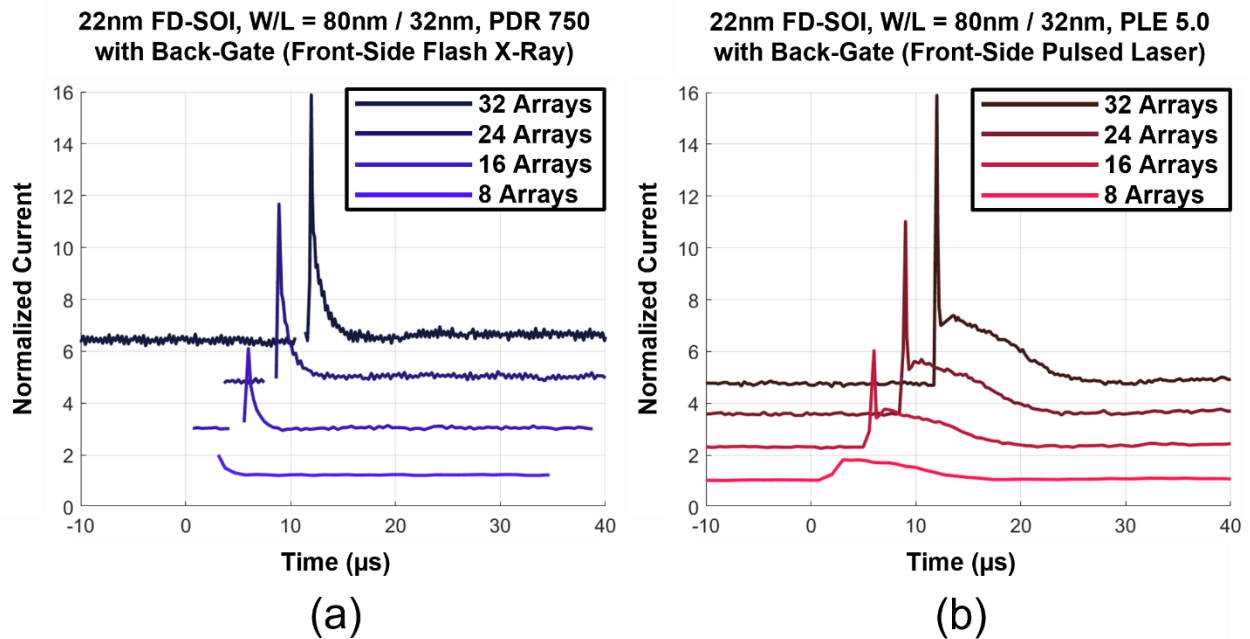 22nm FD-SOI, W/L = 80nm / 32nm, PDR 750
with Back-Gate (Front-Side Flash X-Ray)
16
14
12
10
8
6
4
2
0
Normalized Current
32 Arrays
24 Arrays
16 Arrays
8 Arrays
-10
0
10
20
30
40
Time (µs)
(a)
22nm FD-SOI, W/L = 80nm / 32nm, PLE 5.0
with Back-Gate (Front-Side Pulsed Laser)
16
14
12
10
8
6
4
2
0
Normalized Current
32 Arrays
24 Arrays
16 Arrays
8 Arrays
-10
0
10
20
30
40
Time (µs)
(b)